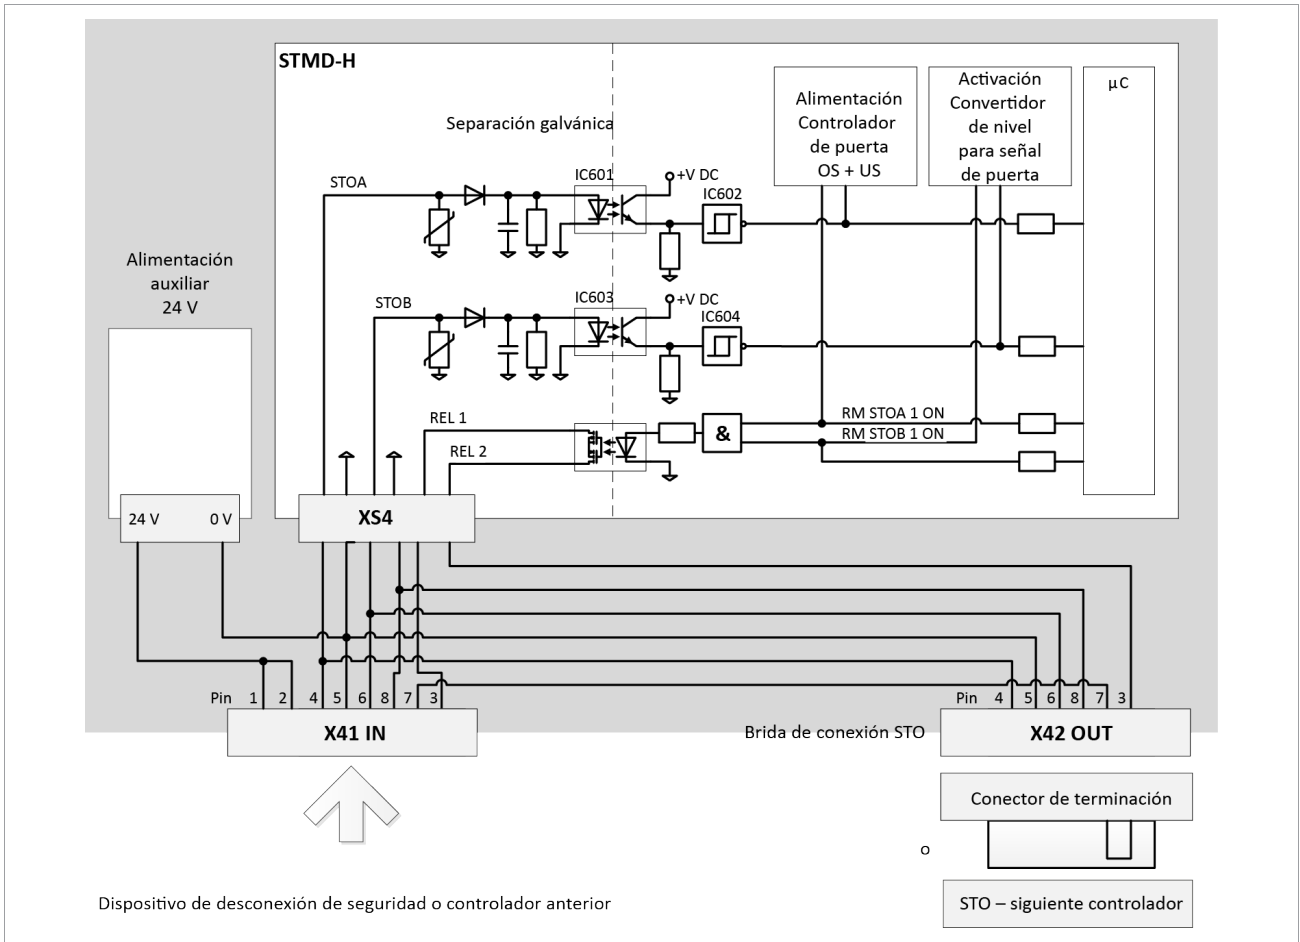 STMD-H
Separación galvánica
Alimentación
Controlador
de puerta
OS + US
Activación
Convertidor
de nivel
para señal
de puerta
µC
STOA
IC601
+V DC
IC602
Alimentación
auxiliar
24 V
STOB
IC603
+V DC
IC604
REL 1
REL 2
&
RM STOA 1 ON
RM STOB 1 ON
24 V 0 V
XS4
Pin 1 2 4 5 6 8 7 3
X41 IN
Pin 4 5 6 8 7 3
Brida de conexión STO
X42 OUT
Conector de terminación
o
STO – siguiente controlador
Dispositivo de desconexión de seguridad o controlador anterior